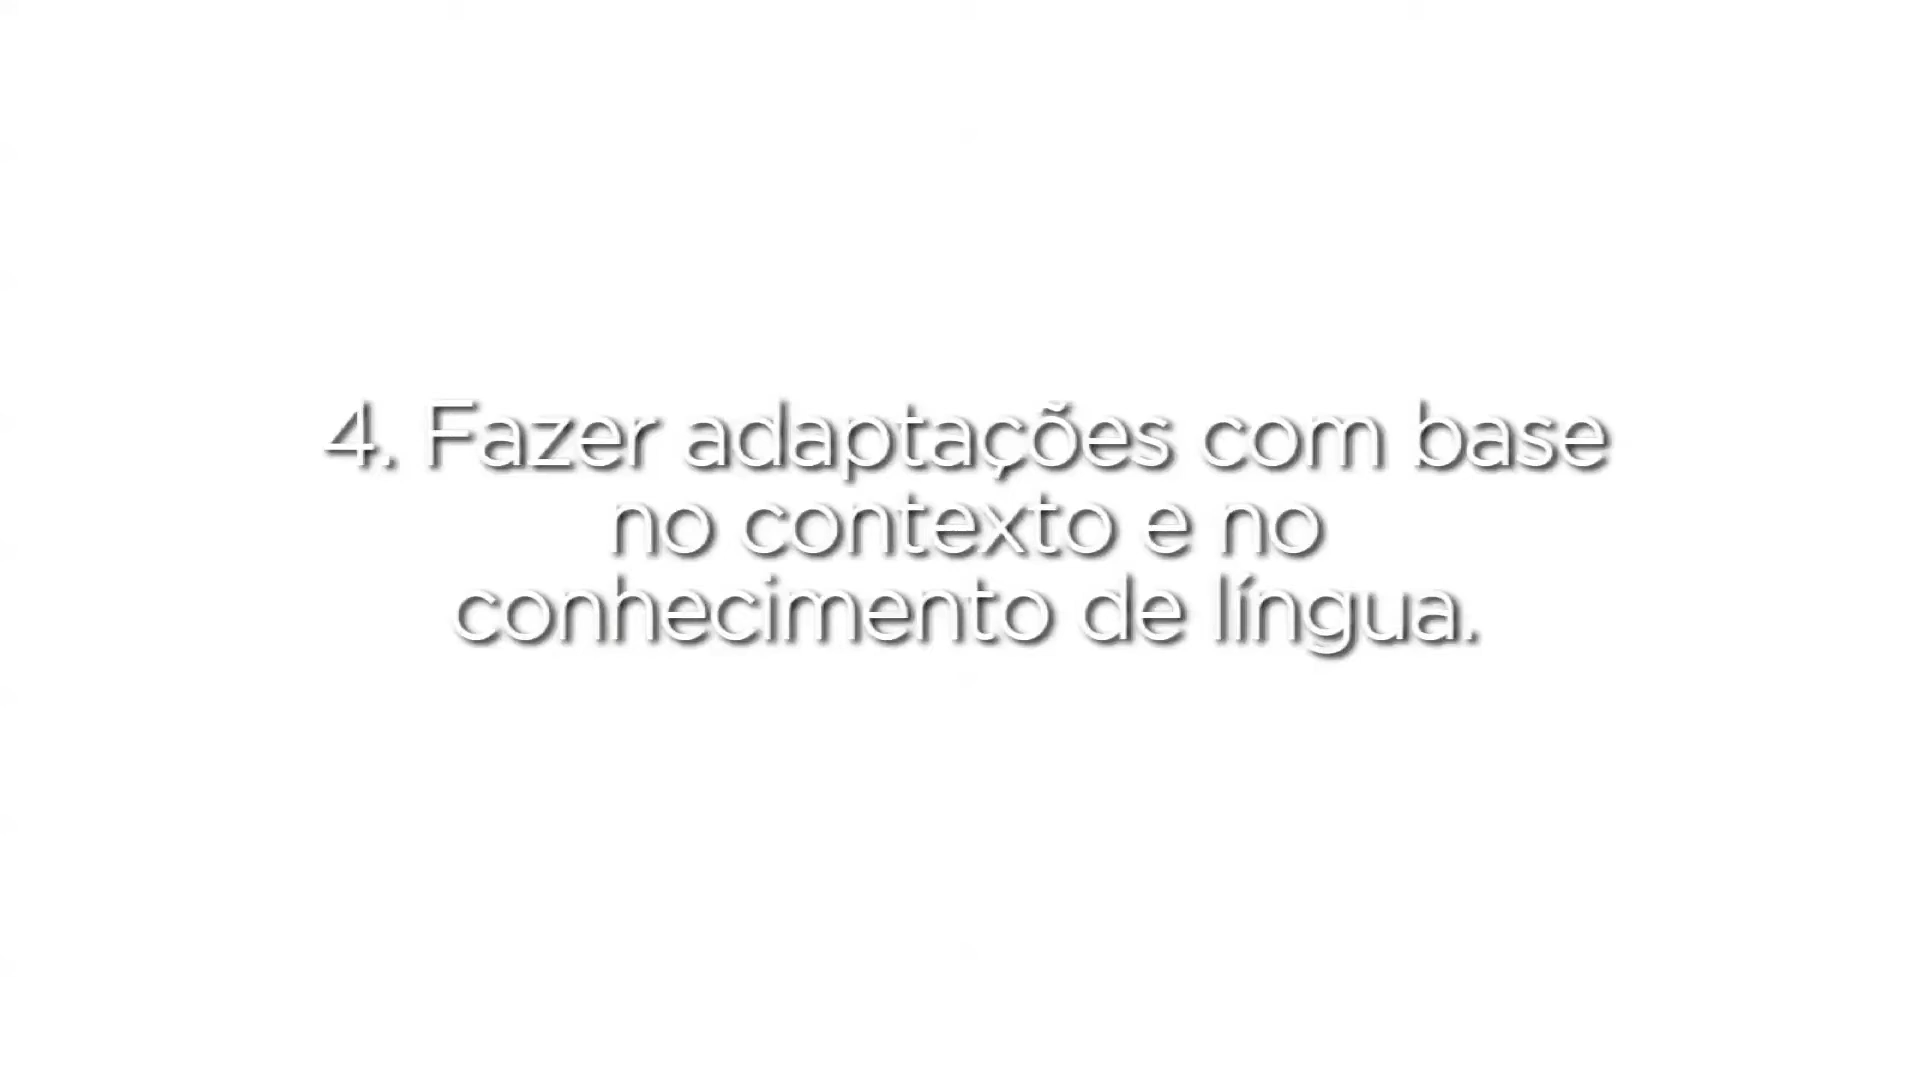 4. Fazer adaptações com base
no contexto e no
conhecimento de língua.